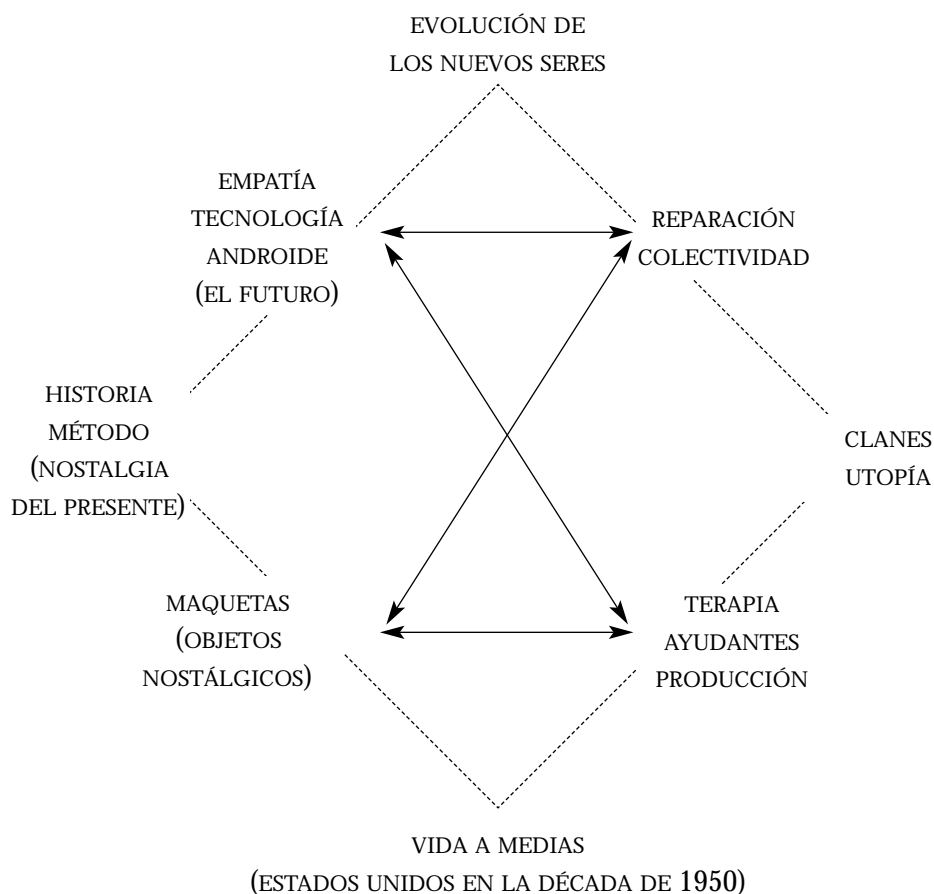 EVOLUCIÓN DE
LOS NUEVOS SERES
EMPATÍA
TECNOLOGÍA
ANDROIDE
(EL FUTURO)
REPARACIÓN
COLECTIVIDAD
HISTORIA
MÉTODO
(NOSTALGIA
DEL PRESENTE)
CLANES
UTOPÍA
MAQUETAS
(OBJETOS
NOSTÁLGICOS)
TERAPIA
AYUDANTES
PRODUCCIÓN
VIDA A MEDIAS
(ESTADOS UNIDOS EN LA DÉCADA DE 1950)